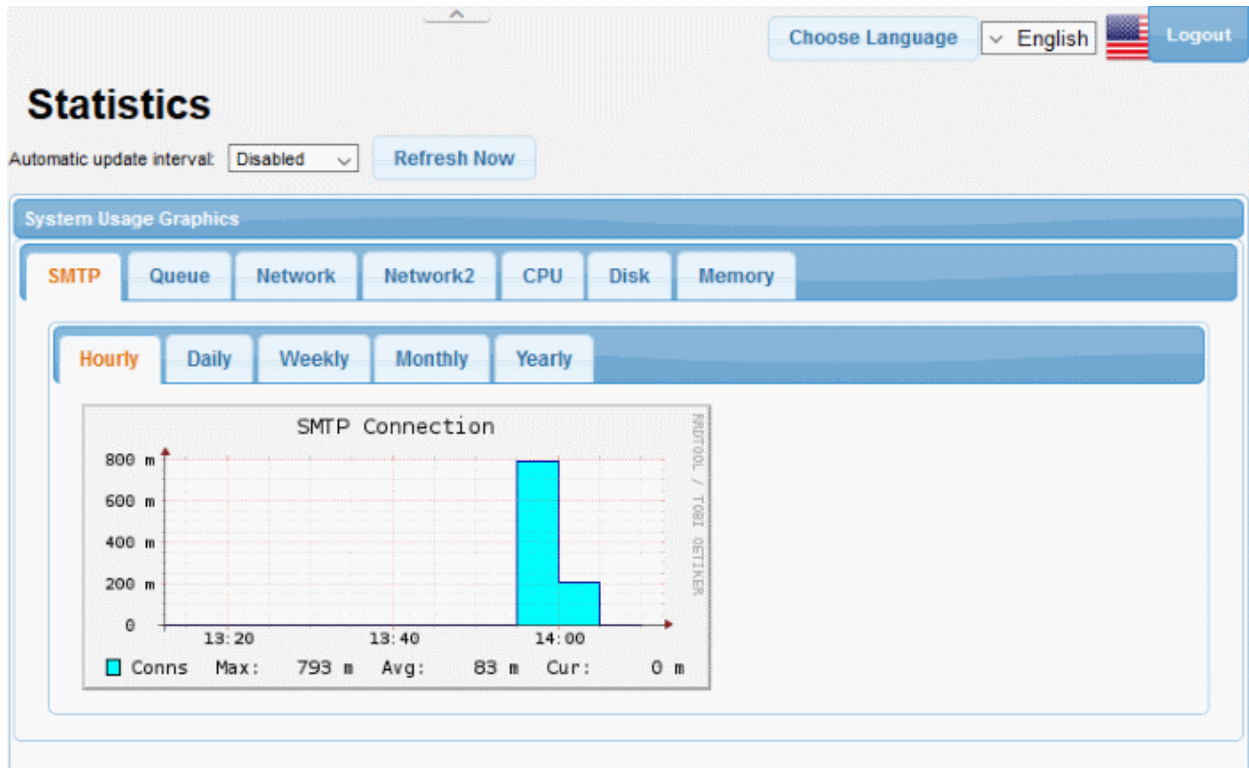 Choose Language English Logout
Statistics
Automatic update interval: Disabled Refresh Now
System Usage Graphics
SMTP Queue Network Network2 CPU Disk Memory
Hourly Daily Weekly Monthly Yearly
SMTP Connection
800 m
600 m
400 m
200 m
0
13:20 13:40 14:00
Conns Max: 793 m Avg: 83 m Cur: 0 m
RRDTOOL / TOBI OETIKER